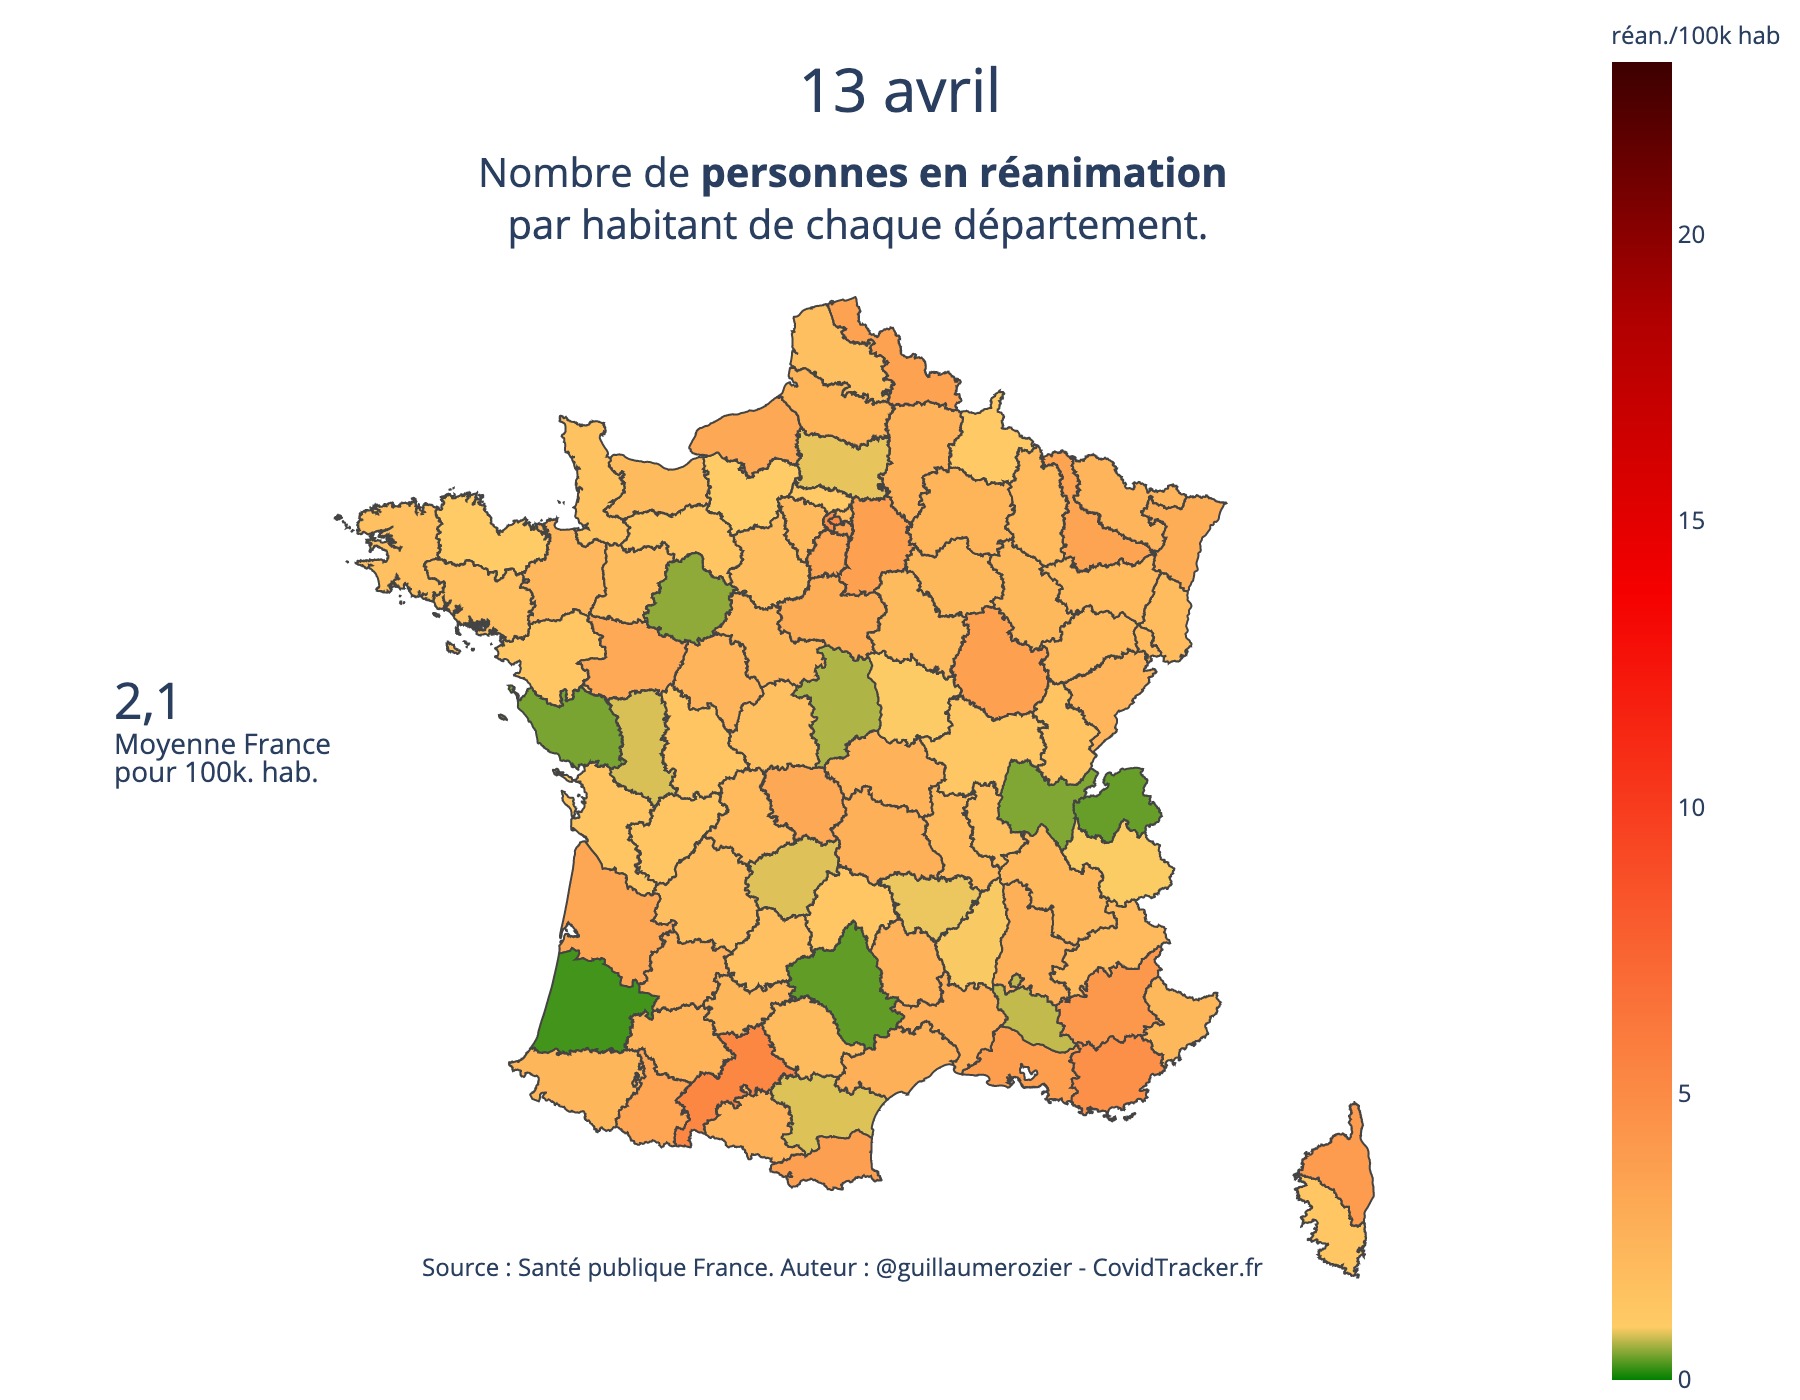 réan./100k hab
13 avril
Nombre de personnes en réanimation
par habitant de chaque département.
20
15
2,1
Moyenne France
pour 100k. hab.
10
5
Source : Santé publique France. Auteur : @guillaumerozier - CovidTracker.fr
0